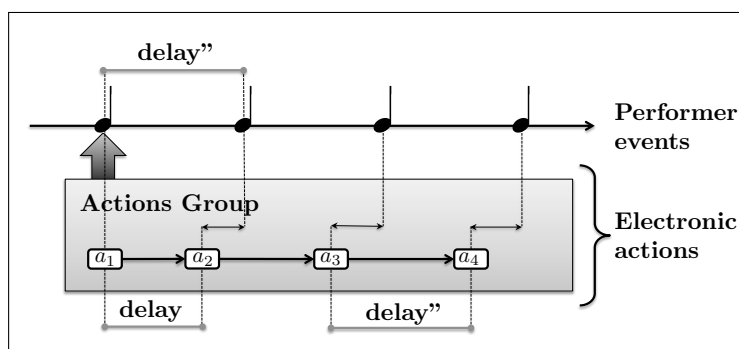 delay”
Performer
events
Actions Group
Electronic
actions
a1 a2 a3 a4
delay delay”